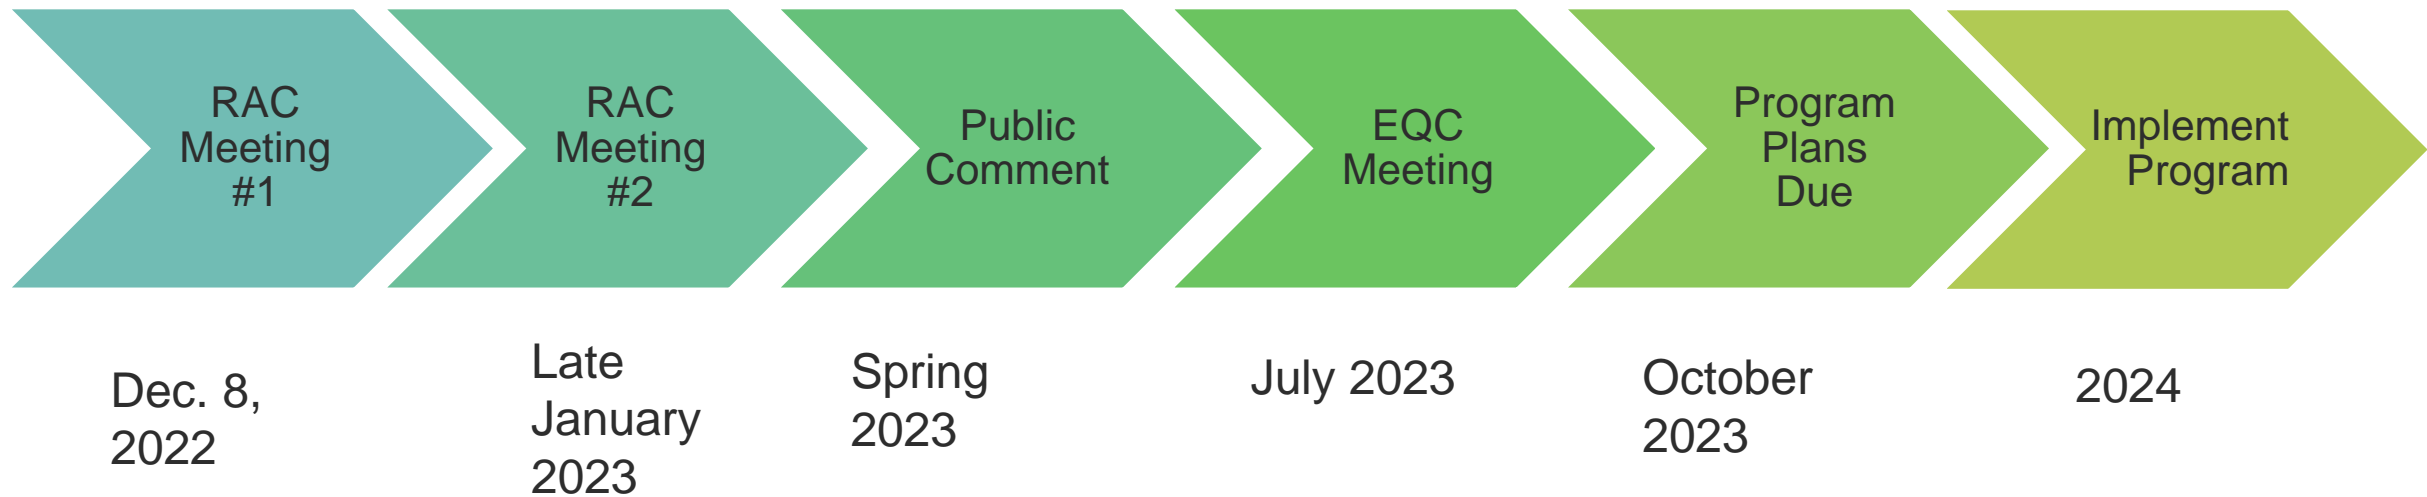 RAC
Meeting
#1
RAC
Meeting
#2
Public
Comment
EQC
Meeting
Program
Plans
Due
Implement
Program
Dec. 8,
2022
Late
January
2023
Spring
2023
July 2023
October
2023
2024